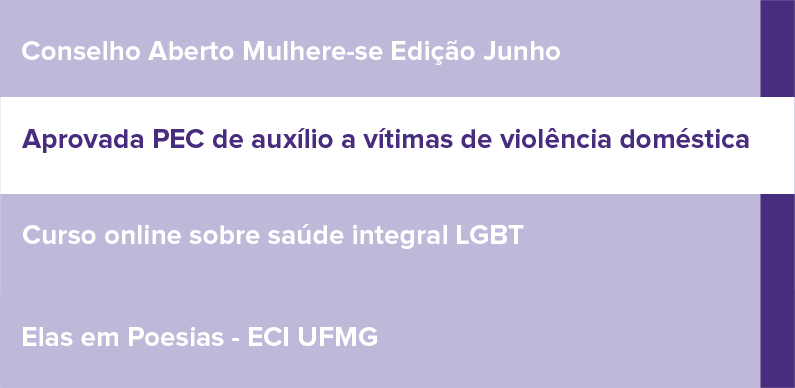 Conselho Aberto Mulhere-se Edição Junho
Aprovada PEC de auxílio a vítimas de violência doméstica
Curso online sobre saúde integral LGBT
Elas em Poesias - ECI UFMG